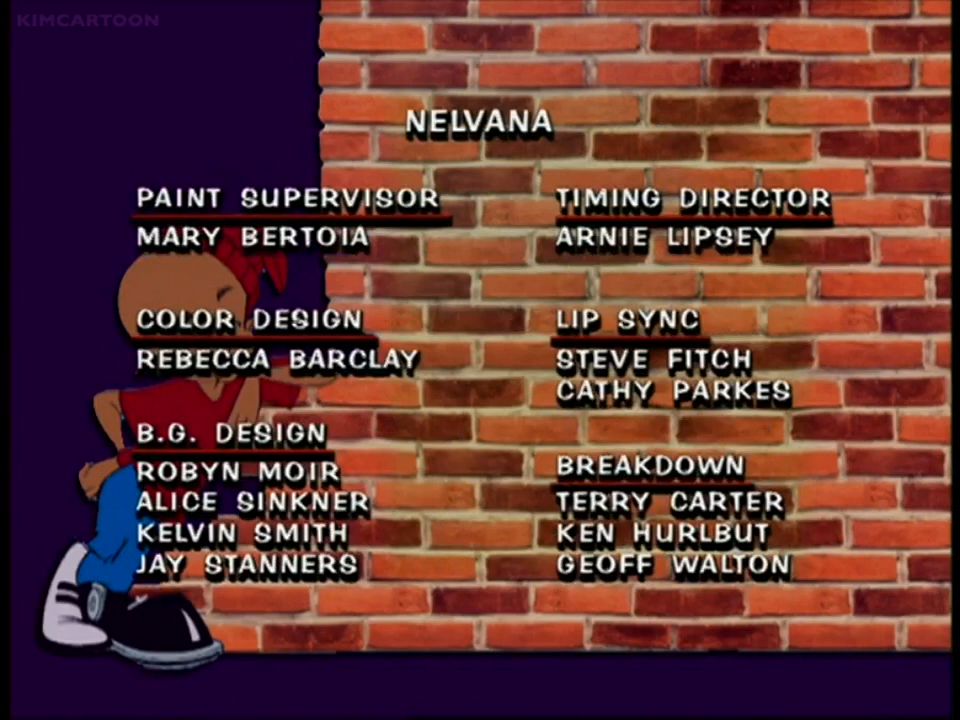 KIMCARTOON
NELVANA
PAINT SUPERVISOR
MARY BERTOIA
COLOR DESIGN
REBECCA BARCLAY
B.G. DESIGN
ROBYN MOIR
ALICE SINKNER
KELVIN SMITH
JAY STANNERS
TIMING DIRECTOR
ARNIE LIPSEY
LIP SYNC
STEVE FITCH
CATHY PARKES
BREAKDOWN
TERRY CARTER
KEN HURLBUT
GEOFF WALTON